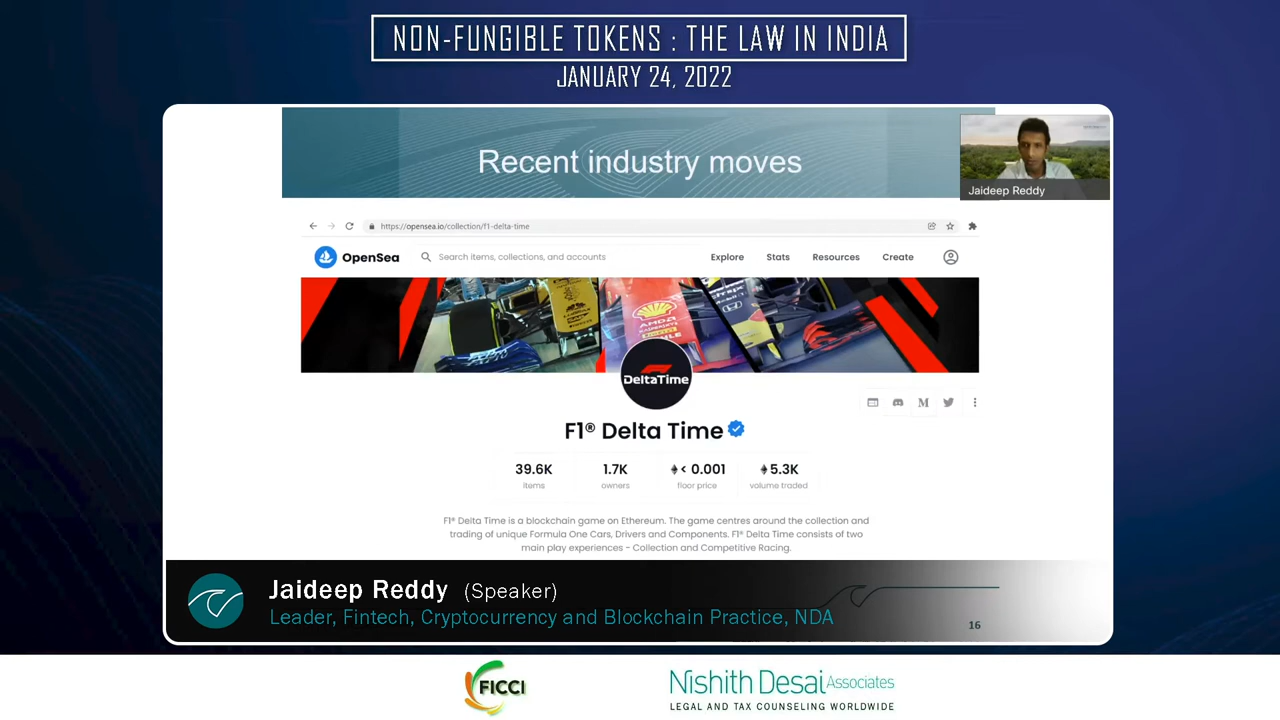 NON-FUNGIBLE TOKENS : THE LAW IN INDIA
JANUARY 24, 2022
Recent industry moves
Jaideep Reddy
https://opensea.io/collection/f1-delta-time
OpenSea
Search items, collections, and accounts
Explore Stats Resources Create
AMD
DeltaTime
F1® Delta Time
39.6K 1.7K < 0.001 5.3K
items owners floor price volume traded
F1® Delta Time is a blockchain game on Ethereum. The game centres around the collection and
trading of unique Formula One Cars, Drivers and Components. F1® Delta Time consists of two
main play experiences – Collection and Competitive Racing.
Jaideep Reddy (Speaker)
Leader, Fintech, Cryptocurrency and Blockchain Practice, NDA
16
FICCI
Nishith Desai Associates
LEGAL AND TAX COUNSELING WORLDWIDE